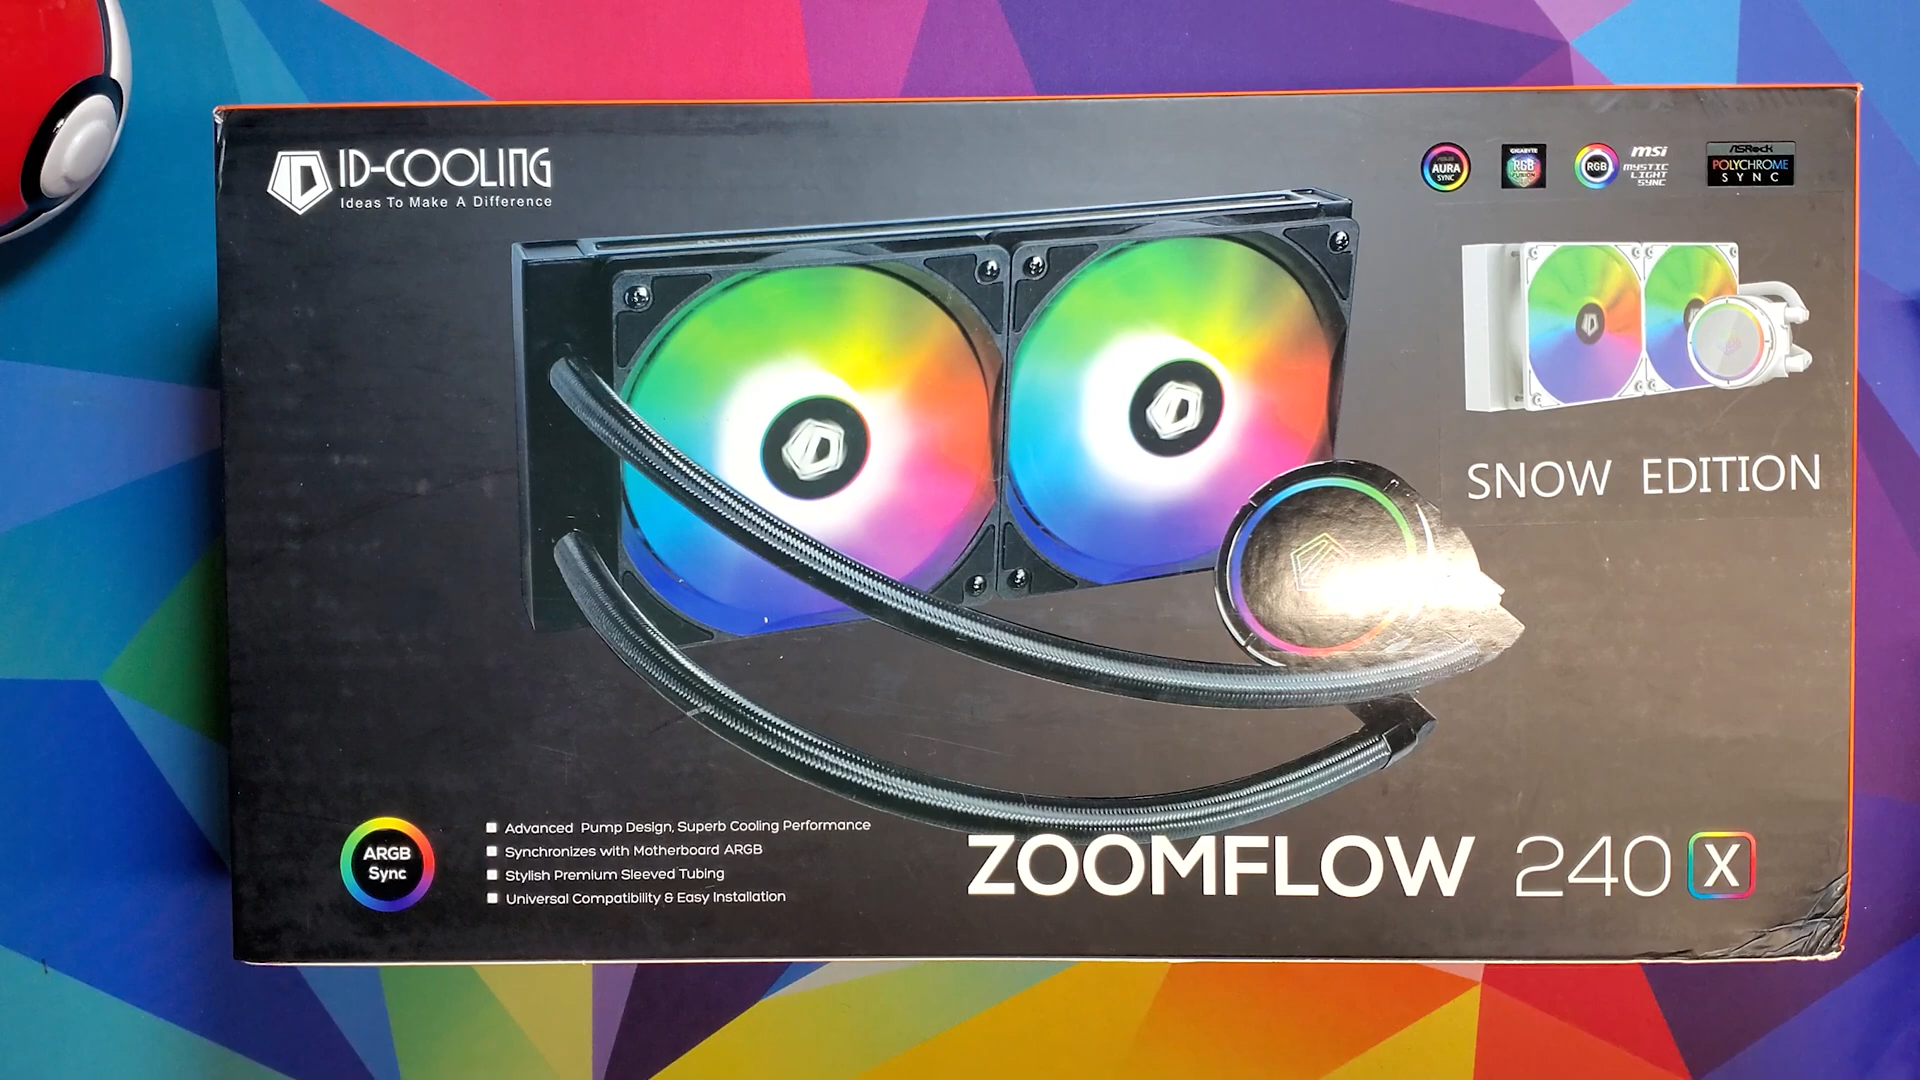 ID-COOLING
Ideas To Make A Difference
AURA
SYNC
GIGABYTE
RGB
FUSION
RGB
msi
MYSTIC
LIGHT
SYNC
ASRock
POLYCHROME
SYNC
SNOW EDITION
ARGB
Sync
Advanced Pump Design, Superb Cooling Performance
Synchronizes with Motherboard ARGB
Stylish Premium Sleeved Tubing
Universal Compatibility & Easy Installation
ZOOMFLOW 240 X